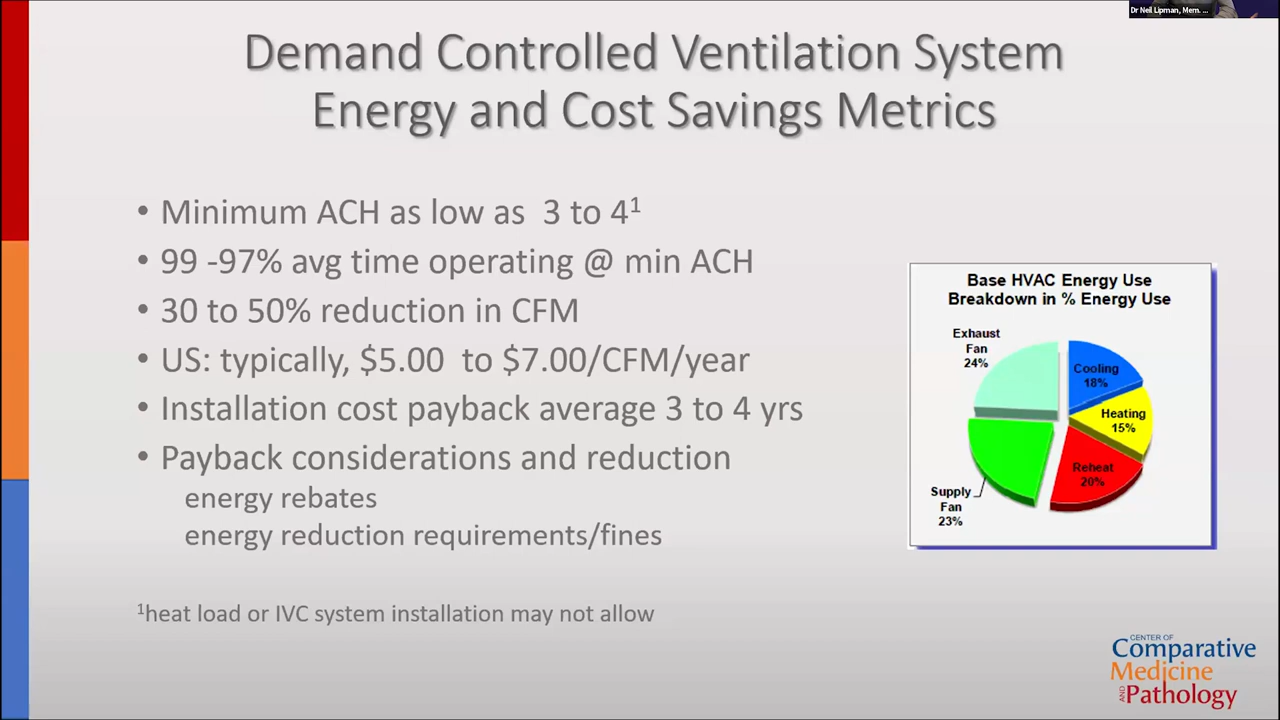 Dr Neil Lipman, Mem. ...
Demand Controlled Ventilation System
Energy and Cost Savings Metrics
• Minimum ACH as low as 3 to 4¹
• 99 -97% avg time operating @ min ACH
• 30 to 50% reduction in CFM
• US: typically, $5.00 to $7.00/CFM/year
• Installation cost payback average 3 to 4 yrs
• Payback considerations and reduction
energy rebates
energy reduction requirements/fines
¹heat load or IVC system installation may not allow
Base HVAC Energy Use
Breakdown in % Energy Use
Exhaust
Fan
24%
Cooling
18%
Heating
15%
Reheat
20%
Supply
Fan
23%
CENTER OF
Comparative
Medicine
AND Pathology